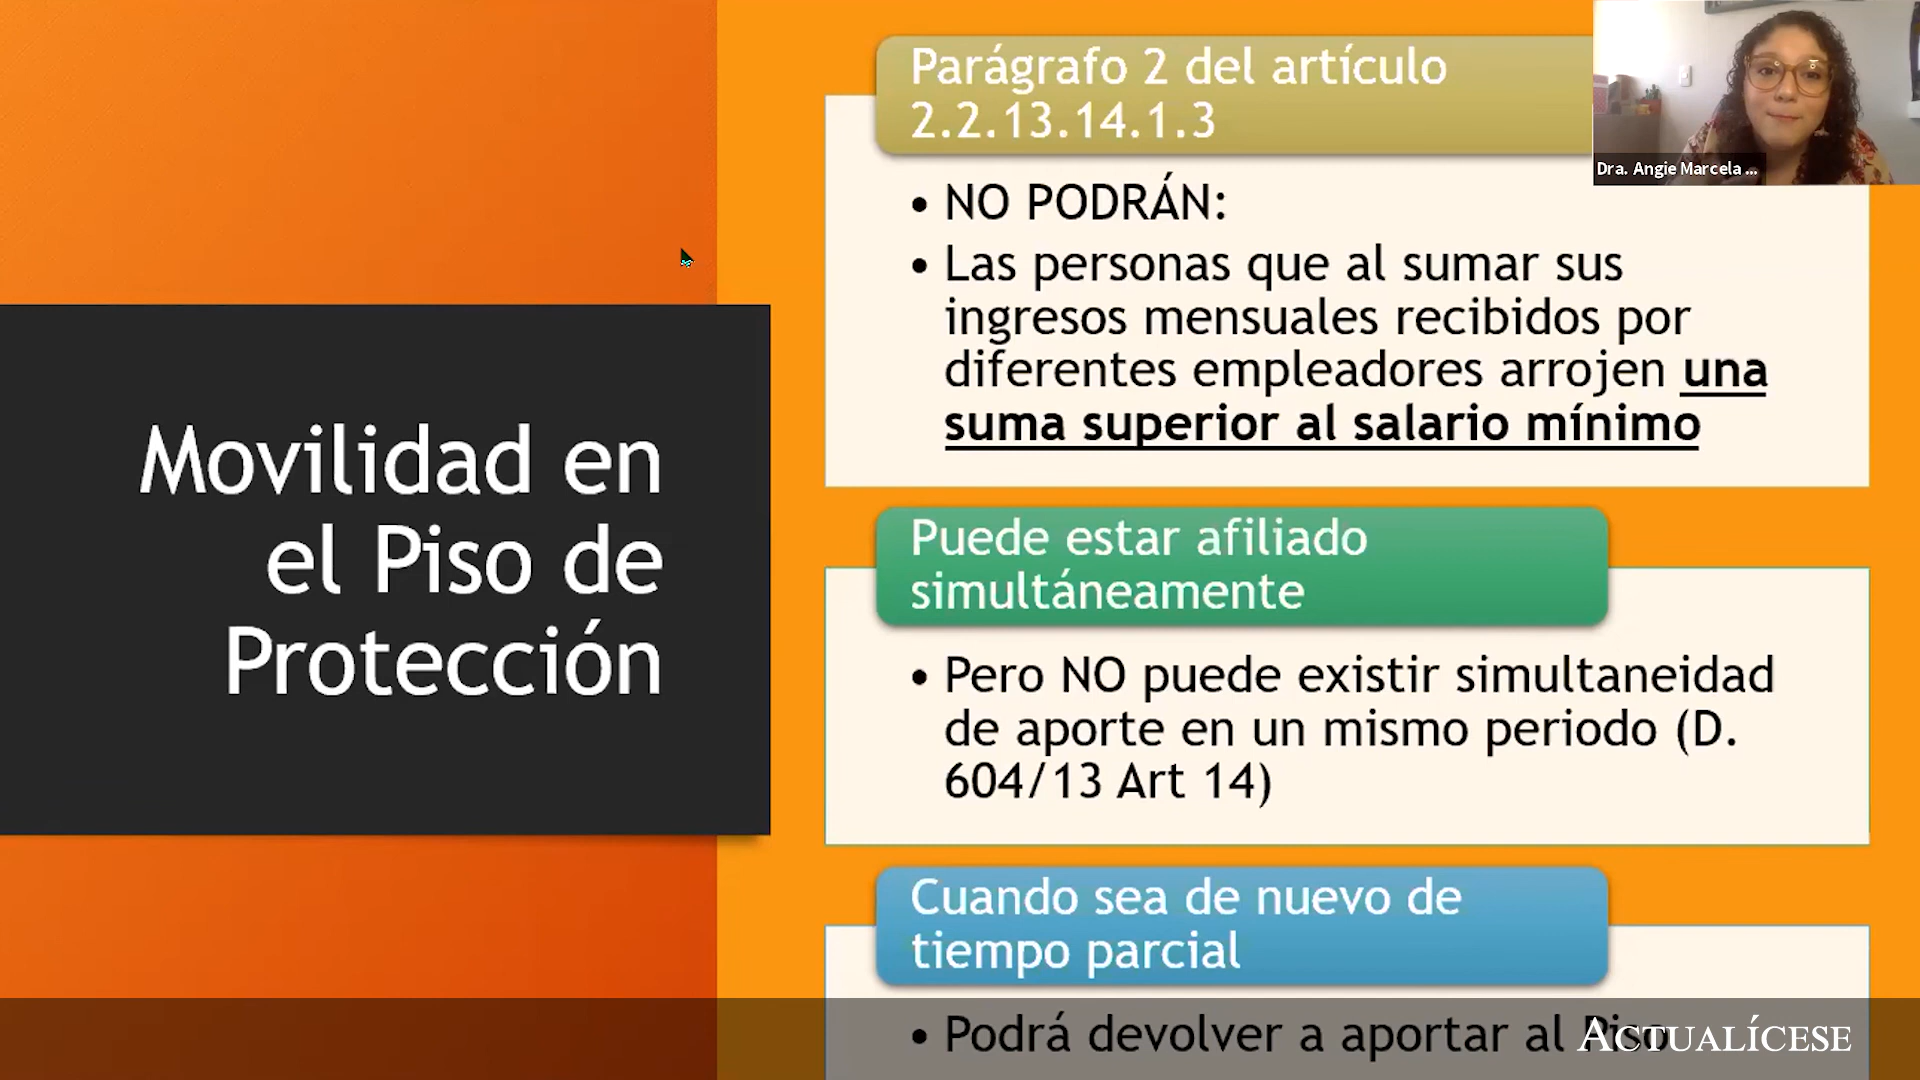 Movilidad en
el Piso de
Protección
Parágrafo 2 del artículo
2.2.13.14.1.3
• NO PODRÁN:
• Las personas que al sumar sus
ingresos mensuales recibidos por
diferentes empleadores arrojen una
suma superior al salario mínimo
Puede estar afiliado
simultáneamente
• Pero NO puede existir simultaneidad
de aporte en un mismo periodo (D.
604/13 Art 14)
Cuando sea de nuevo de
tiempo parcial
• Podrá devolver a aportar al Piso
Dra. Angie Marcela ...
ACTUALÍCESE